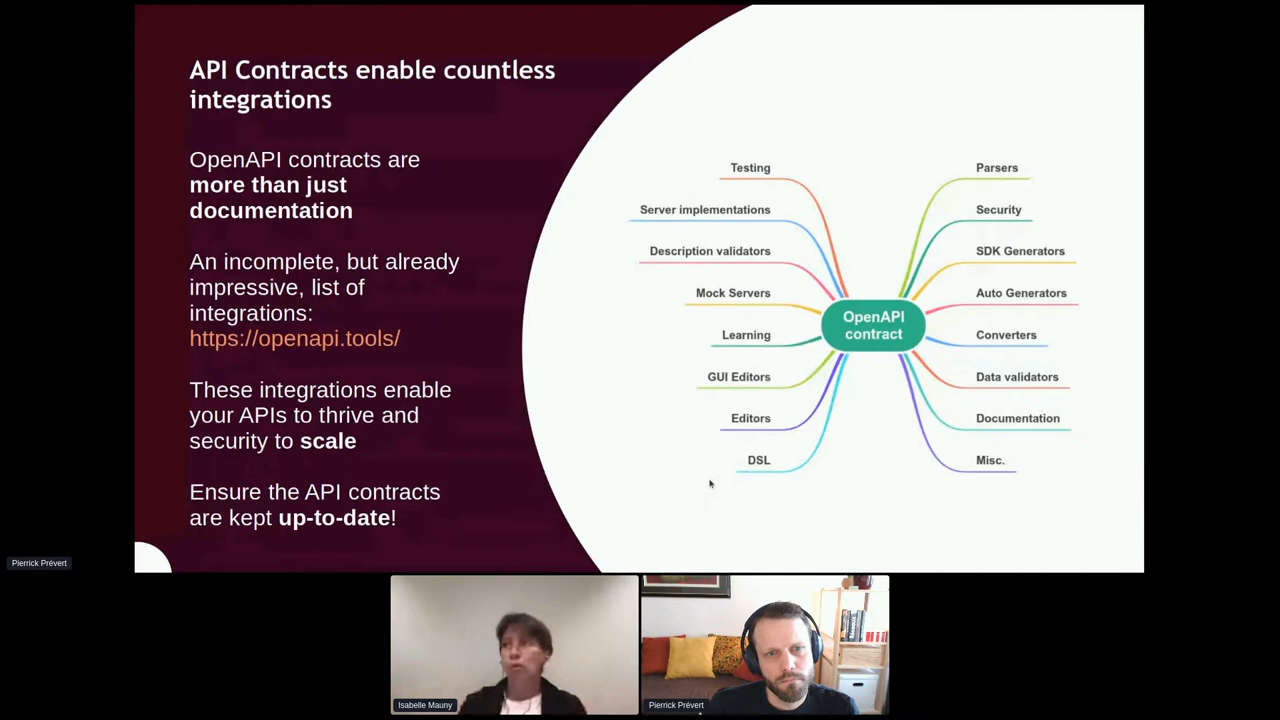 API Contracts enable countless
integrations
OpenAPI contracts are
more than just
documentation
An incomplete, but already
impressive, list of
integrations:
https://openapi.tools/
These integrations enable
your APIs to thrive and
security to scale
Ensure the API contracts
are kept up-to-date!
Testing
Server implementations
Description validators
Mock Servers
Learning
GUI Editors
Editors
DSL
OpenAPI
contract
Parsers
Security
SDK Generators
Auto Generators
Converters
Data validators
Documentation
Misc.
Pierrick Prévert
Isabelle Mauny
Pierrick Prévert